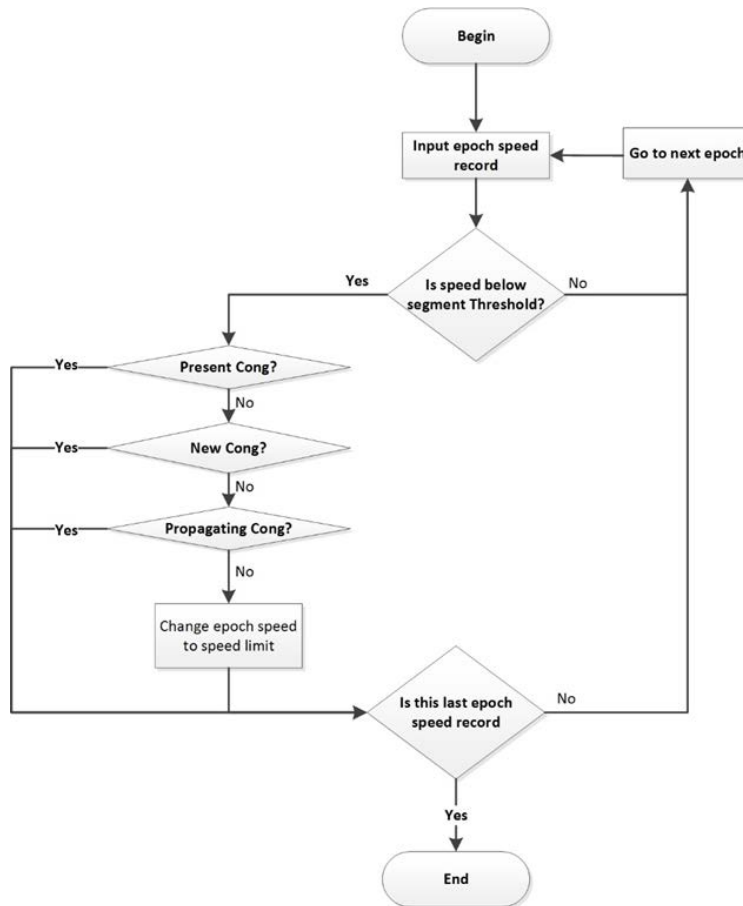 Begin
Input epoch speed
record
Go to next epoch
Is speed below
segment Threshold?
Yes
No
Present Cong?
Yes
No
New Cong?
Yes
No
Propagating Cong?
Yes
No
Change epoch speed
to speed limit
Is this last epoch
speed record
No
Yes
End